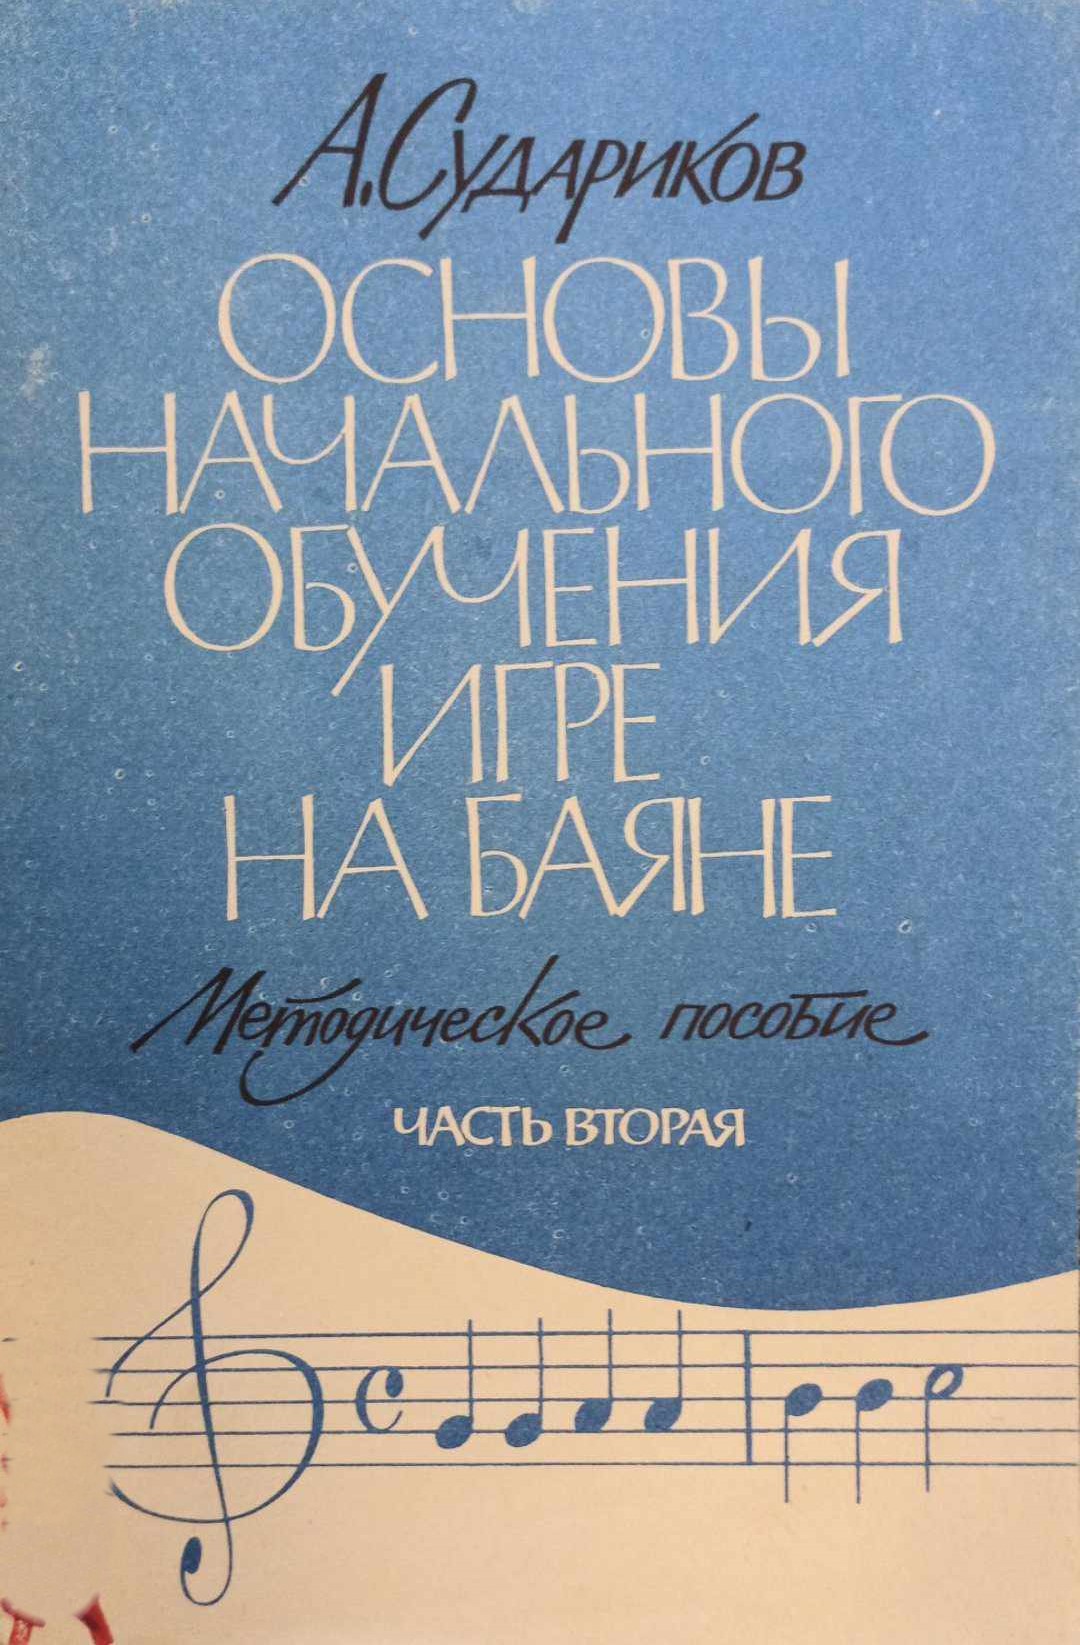 А. Судариков
ОСНОВЫ
НАЧАЛЬНОГО
ОБУЧЕНИЯ
ИГРЕ
НА БАЯНЕ
Методическое пособие
ЧАСТЬ ВТОРАЯ